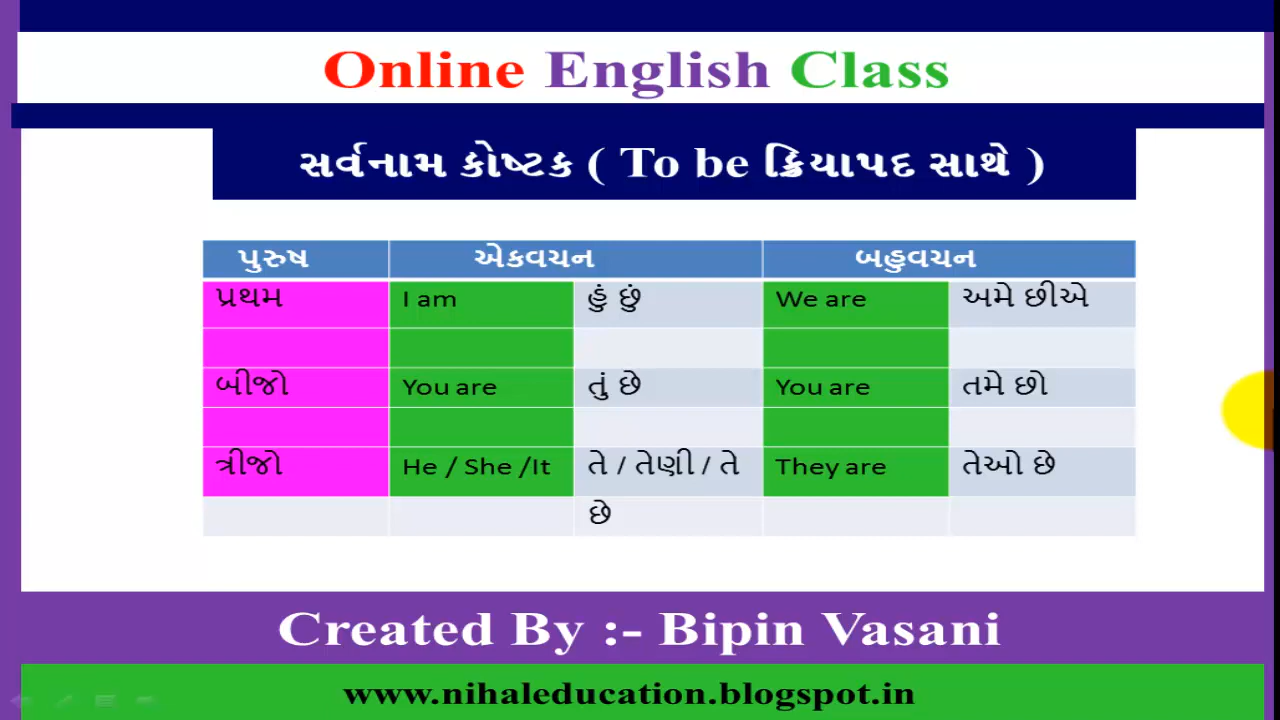 Online English Class
સર્વનામ કોષ્ટક ( To be ક્રિયાપદ સાથે )
પુરુષ એકવચન બહુવચન
પ્રથમ I am હું છું We are અમે છીએ
બીજો You are તું છે You are તમે છો
ત્રીજો He / She /It તે / તેણી / તે They are તેઓ છે
છે
Created By :- Bipin Vasani
www.nihaleducation.blogspot.in